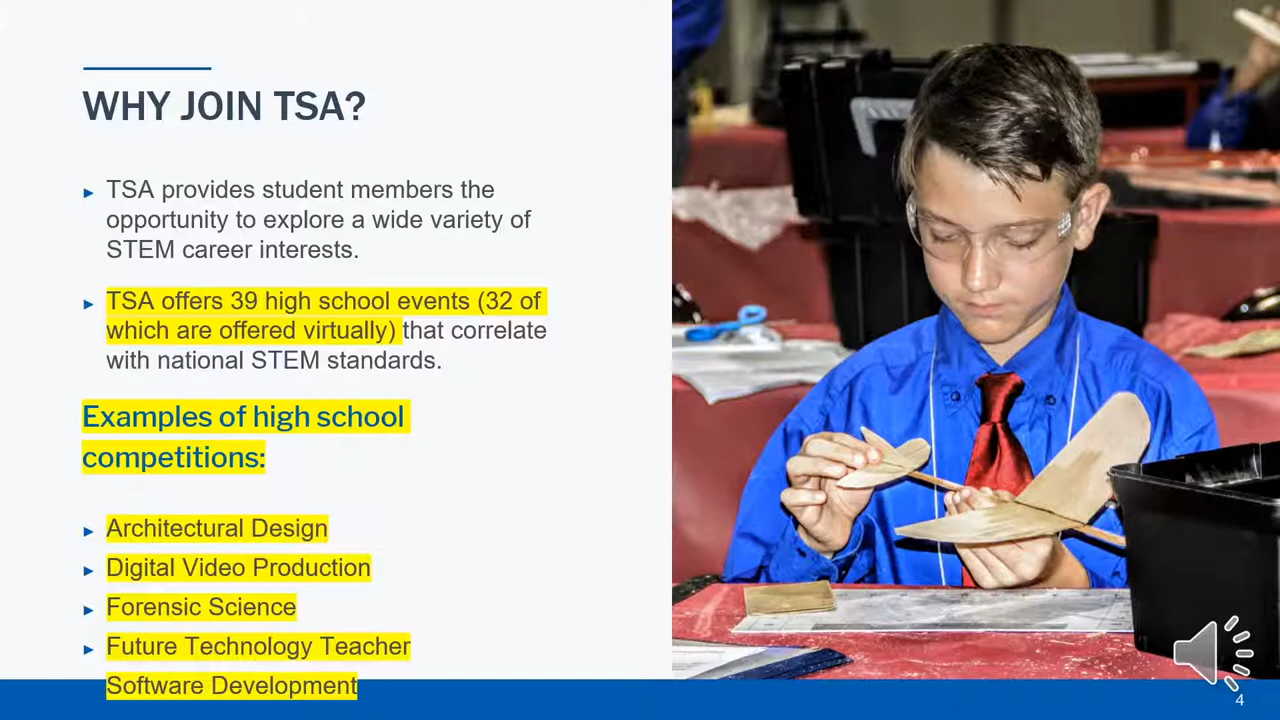 WHY JOIN TSA?
▸ TSA provides student members the
opportunity to explore a wide variety of
STEM career interests.
▸ TSA offers 39 high school events (32 of
which are offered virtually) that correlate
with national STEM standards.
Examples of high school
competitions:
▸ Architectural Design
▸ Digital Video Production
▸ Forensic Science
▸ Future Technology Teacher
Software Development
4